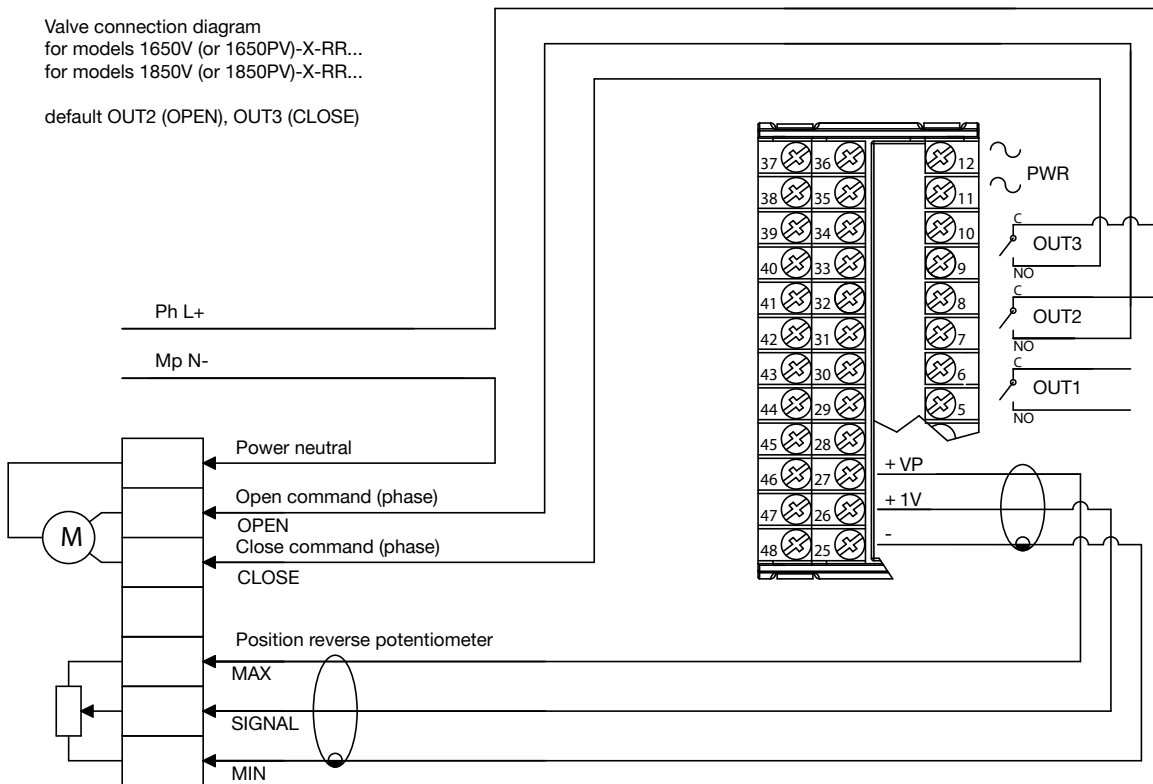 Valve connection diagram
for models 1650V (or 1650PV)-X-RR...
for models 1850V (or 1850PV)-X-RR...
default OUT2 (OPEN), OUT3 (CLOSE)
37 36 12
PWR
38 35 11
39 34 10
C
OUT3
40 33 9
NO
41 32 8
C
OUT2
42 31 7
NO
43 30 6
C
OUT1
44 29 5
NO
45 28
46 27 + VP
47 26 + 1V
48 25 -
Ph L+
Mp N-
Power neutral
Open command (phase)
OPEN
M
Close command (phase)
CLOSE
Position reverse potentiometer
MAX
SIGNAL
MIN